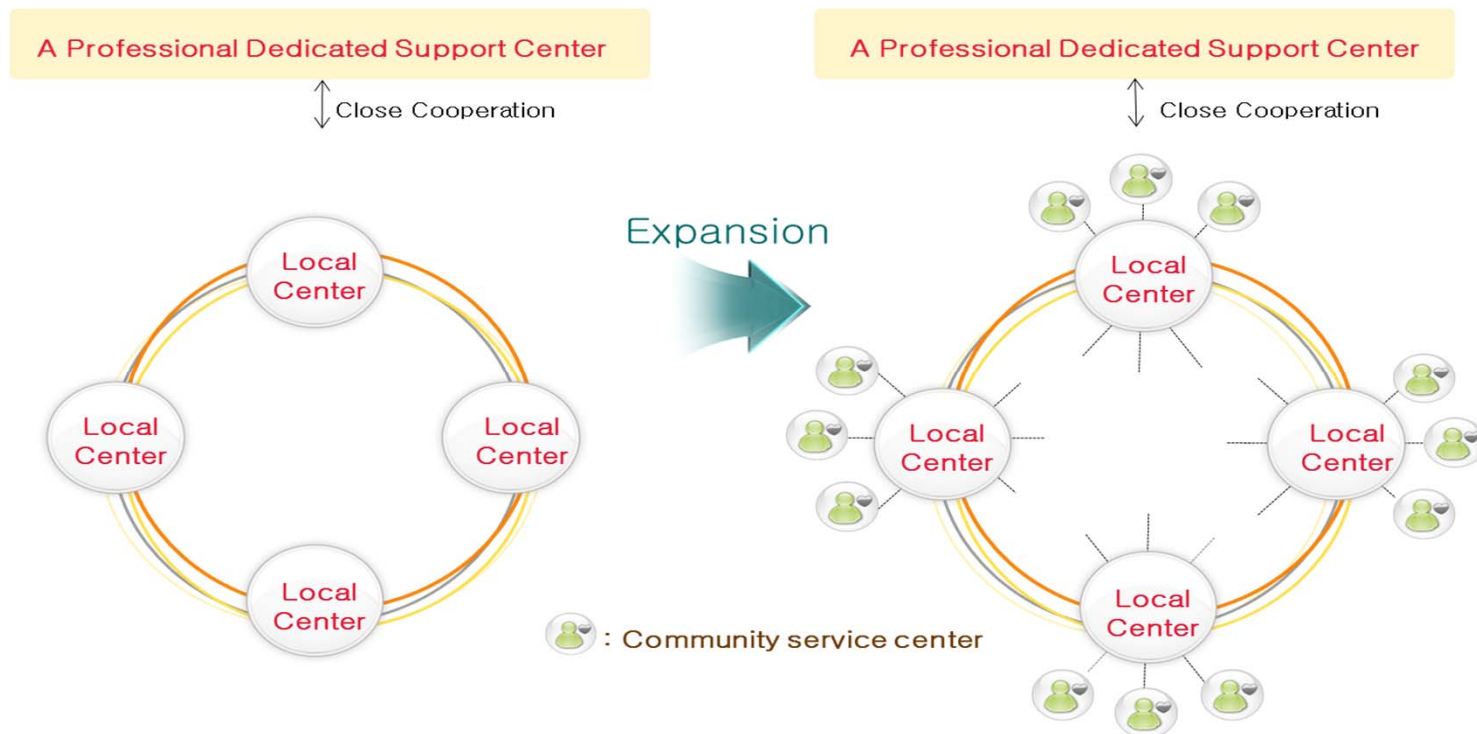 A Professional Dedicated Support Center
Close Cooperation
Local
Center
Local
Center
Local
Center
Local
Center
Expansion
A Professional Dedicated Support Center
Close Cooperation
Local
Center
Local
Center
Local
Center
Local
Center
: Community service center